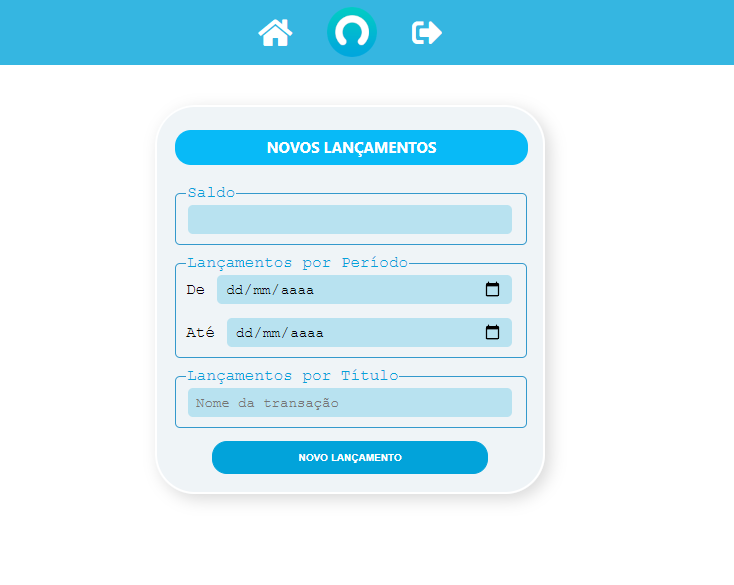 NOVOS LANÇAMENTOS
Saldo
Lançamentos por Período
De dd/mm/aaaa
Até dd/mm/aaaa
Lançamentos por Título
Nome da transação
NOVO LANÇAMENTO